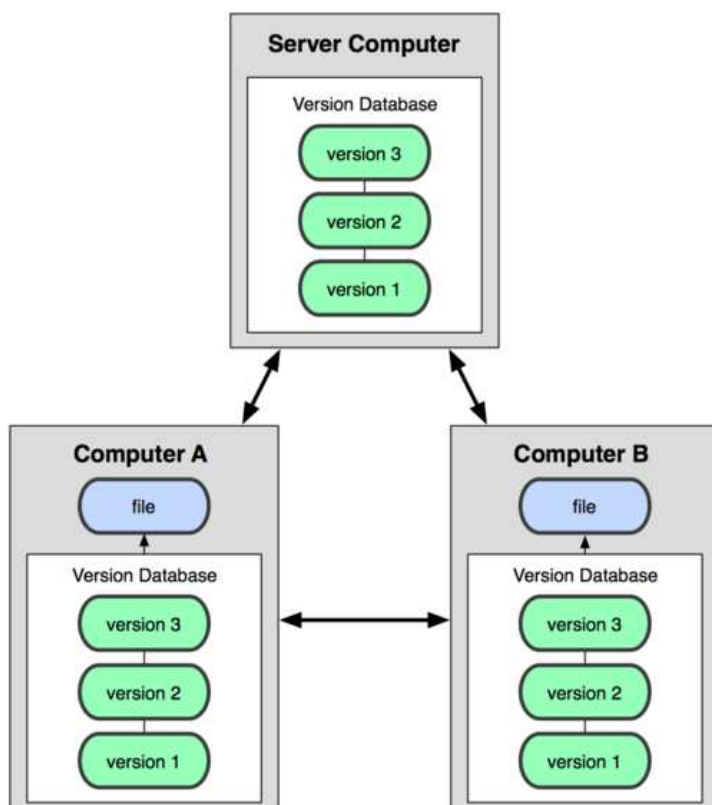 Server Computer
Version Database
version 3
version 2
version 1
Computer A
file
Version Database
version 3
version 2
version 1
Computer B
file
Version Database
version 3
version 2
version 1